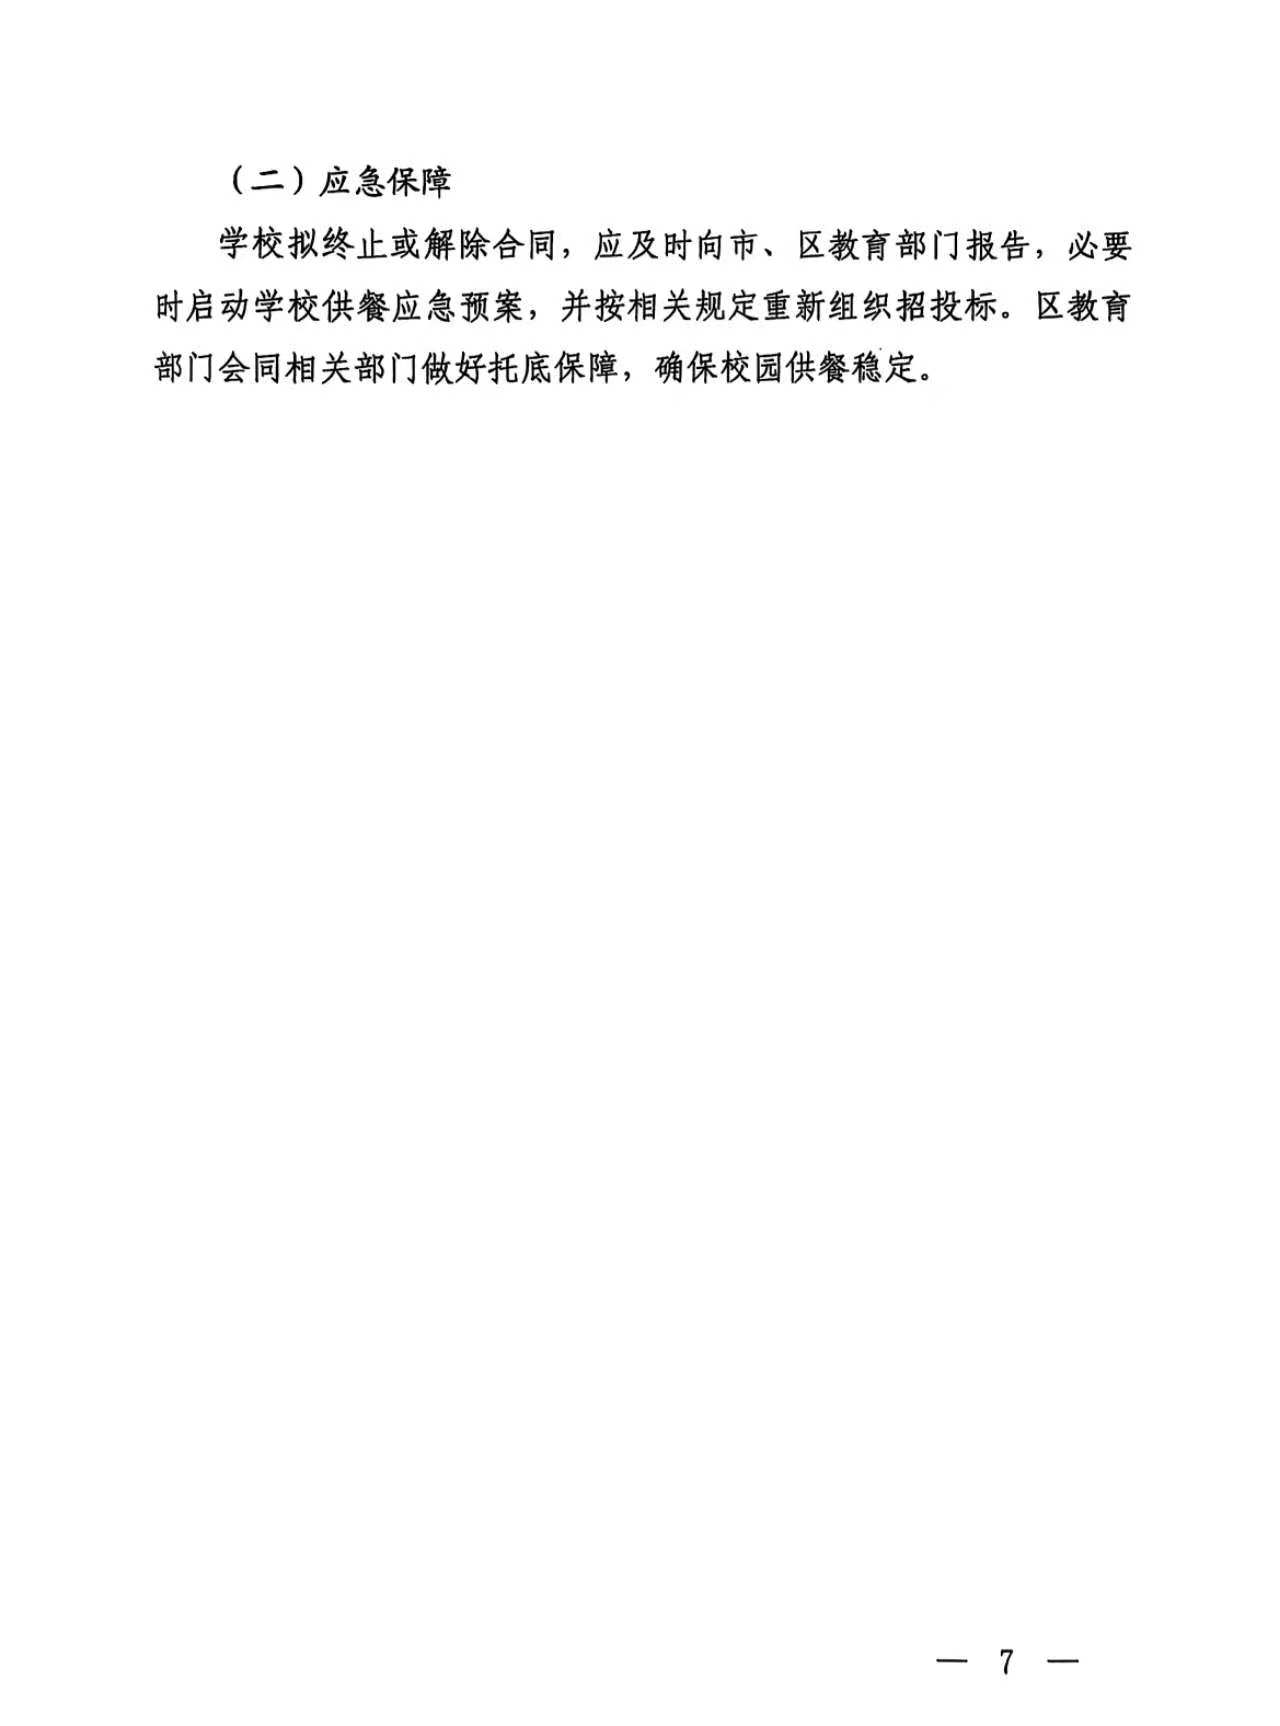 （二）应急保障
学校拟终止或解除合同，应及时向市、区教育部门报告，必要
时启动学校供餐应急预案，并按相关规定重新组织招投标。区教育
部门会同相关部门做好托底保障，确保校园供餐稳定。
— 7 —